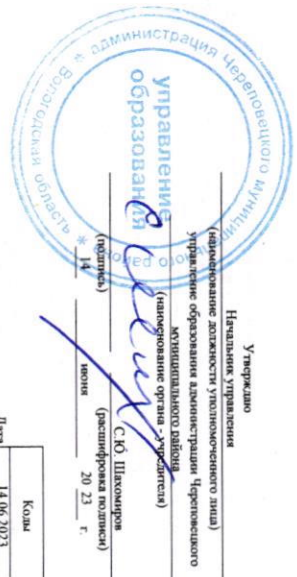 Утверждаю
Начальник управления
(наименование должности уполномоченного лица)
управление образования администрации Череповецкого
муниципального района
(наименование органа - учредителя)
С.Ю. Шахомиров
(подпись) (расшифровка подписи)
14 июня 20 23 г.
Коды
Дата 14.06.2023
администрация Череповецкого муниципального района * Вологодская область *
управление
образования